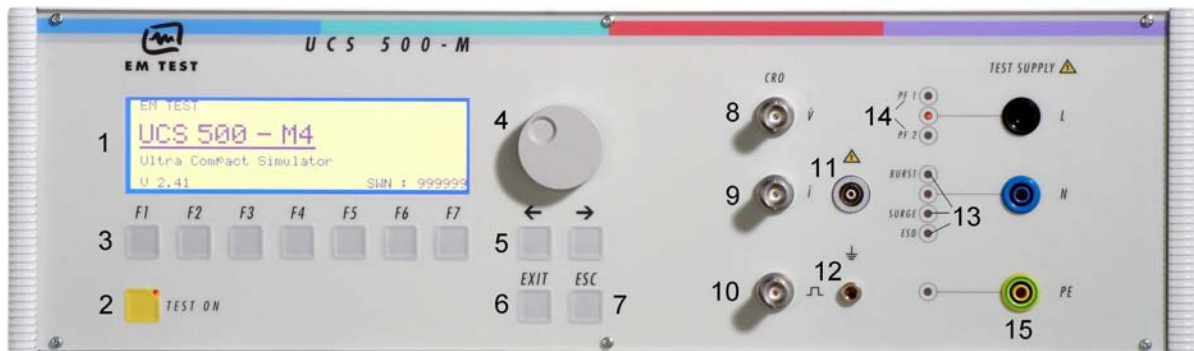 UCS 500-M
EM TEST
CRO
TEST SUPPLY
EM TEST
UCS 500 - M4
Ultra Compact Simulator
V 2.41 SWN : 999999
1
4
8 V̂
PF 1
14
PF 2
L
9 i
11
BURST
13
SURGE
ESD
N
F1 F2 F3 F4 F5 F6 F7 ← →
3
5
EXIT ESC
2 TEST ON
6
7
10
12
PE
15